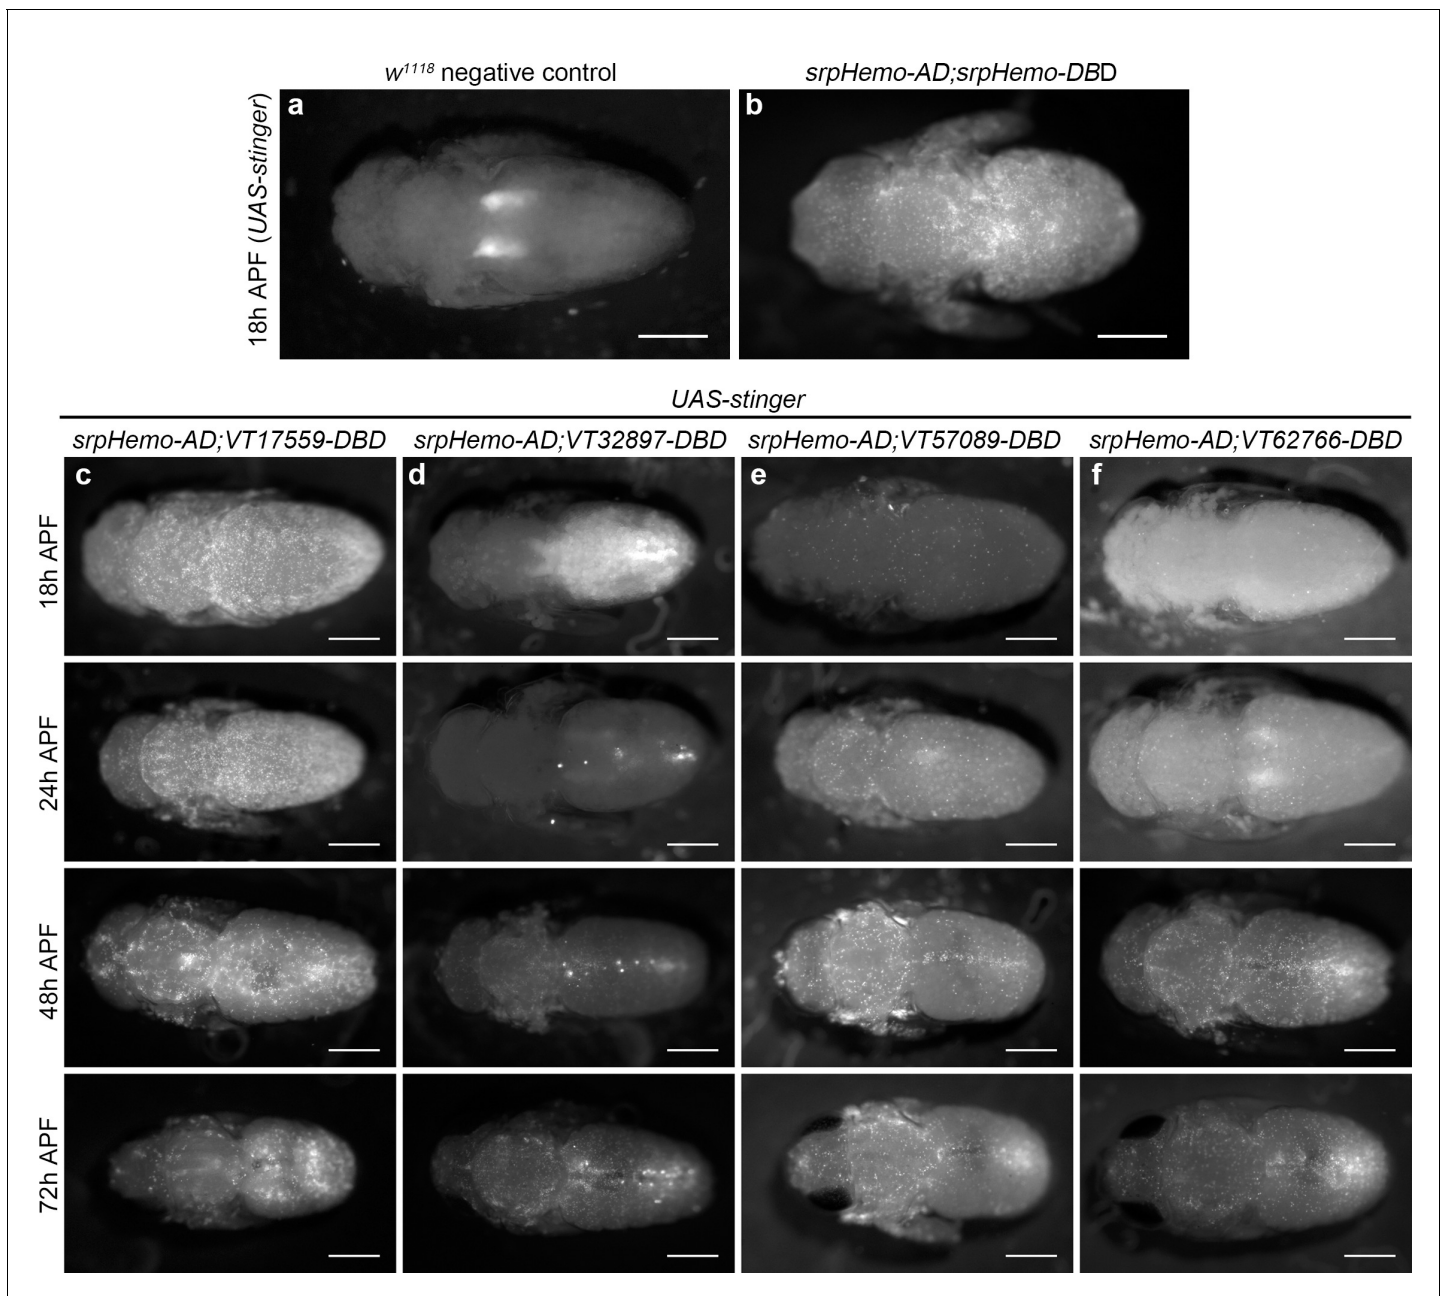 w1118 negative control
srpHemo-AD;srpHemo-DBD
18h APF (UAS-stinger)
a
b
UAS-stinger
srpHemo-AD;VT17559-DBD
srpHemo-AD;VT32897-DBD
srpHemo-AD;VT57089-DBD
srpHemo-AD;VT62766-DBD
c
d
e
f
18h APF
24h APF
48h APF
72h APF